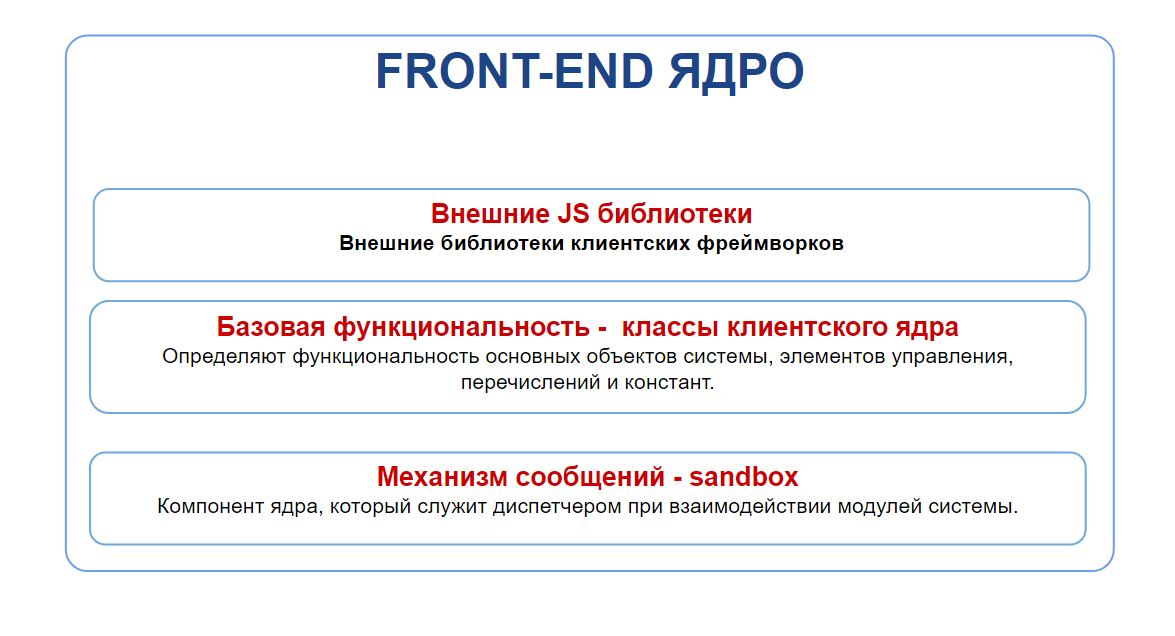 FRONT-END ЯДРО
Внешние JS библиотеки
Внешние библиотеки клиентских фреймворков
Базовая функциональность -  классы клиентского ядра
Определяют функциональность основных объектов системы, элементов управления,
перечислений и констант.
Механизм сообщений - sandbox
Компонент ядра, который служит диспетчером при взаимодействии модулей системы.